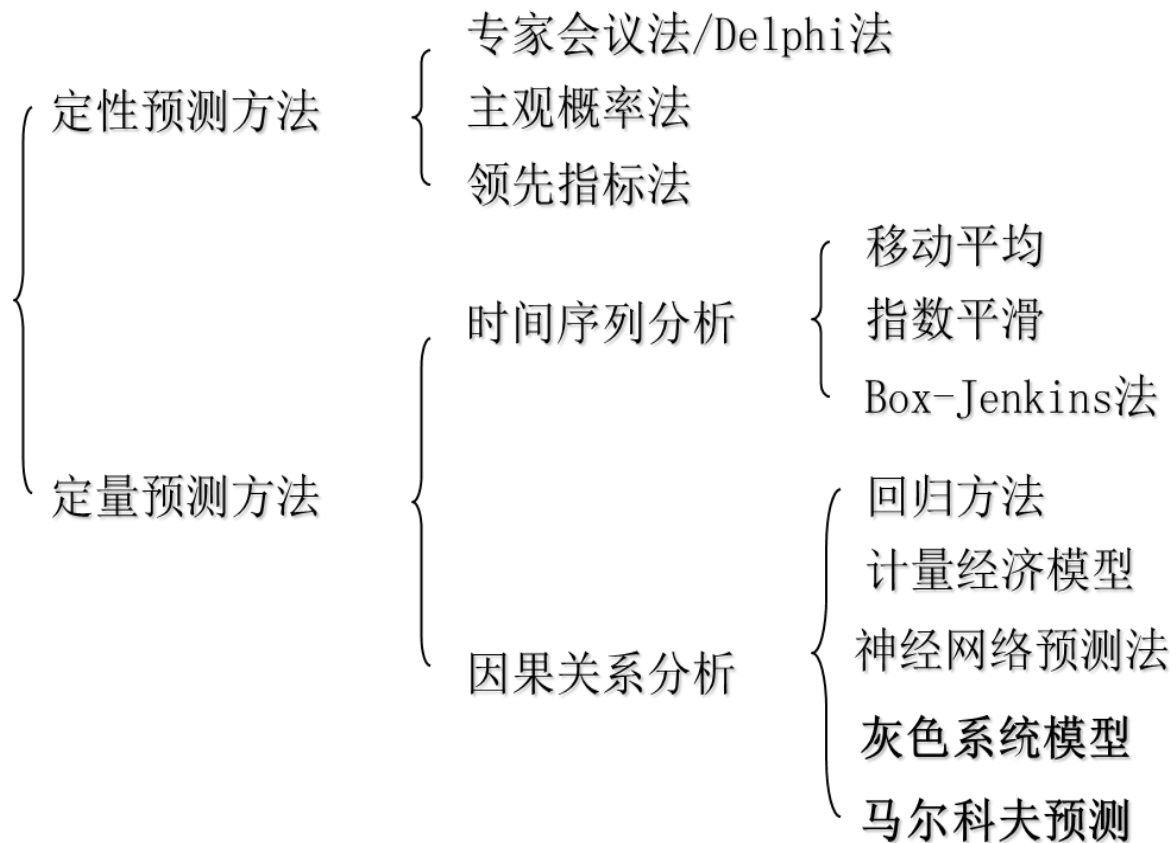 专家会议法/Delphi法
定性预测方法
主观概率法
领先指标法
移动平均
时间序列分析
指数平滑
Box-Jenkins法
定量预测方法
回归方法
计量经济模型
神经网络预测法
因果关系分析
灰色系统模型
马尔科夫预测